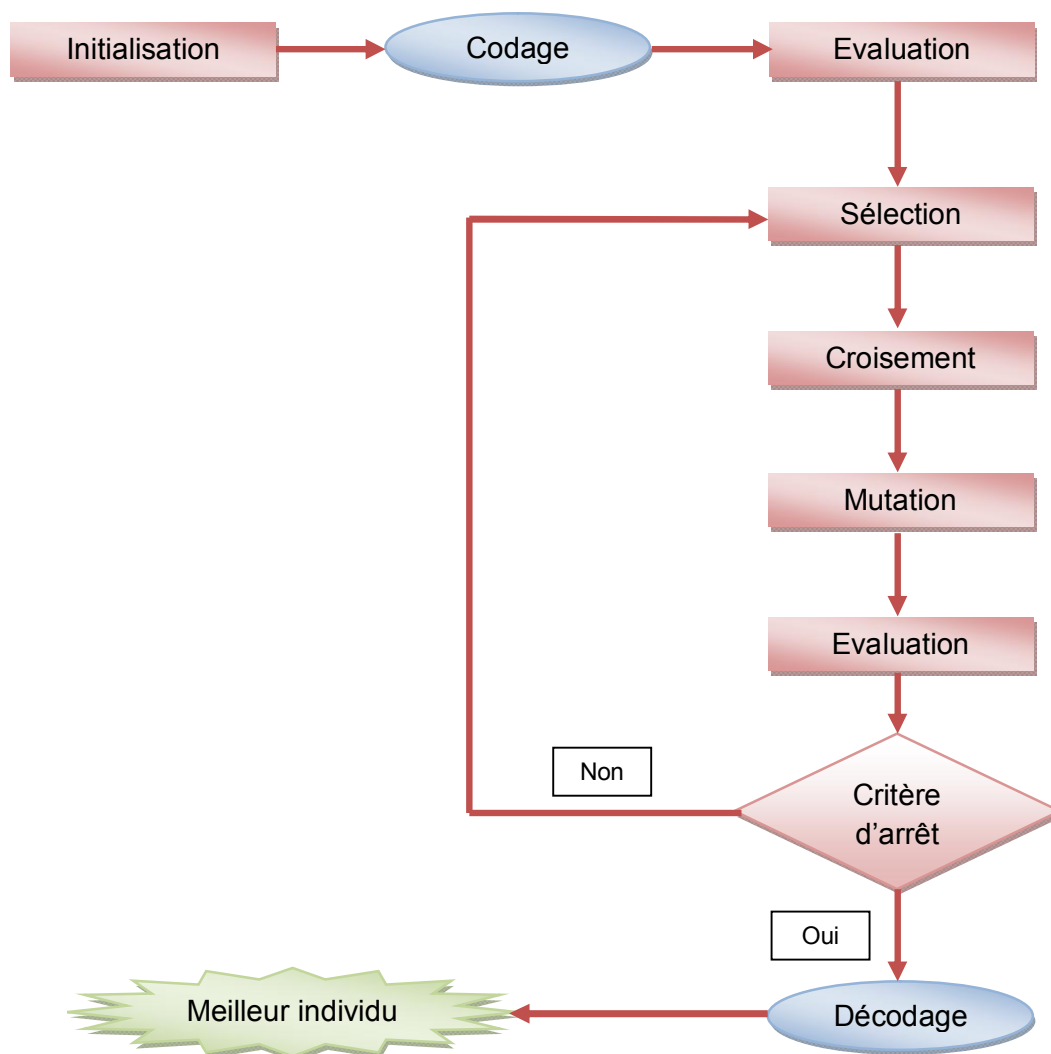 Initialisation
Codage
Evaluation
Sélection
Croisement
Mutation
Evaluation
Non
Critère
d'arrêt
Oui
Meilleur individu
Décodage